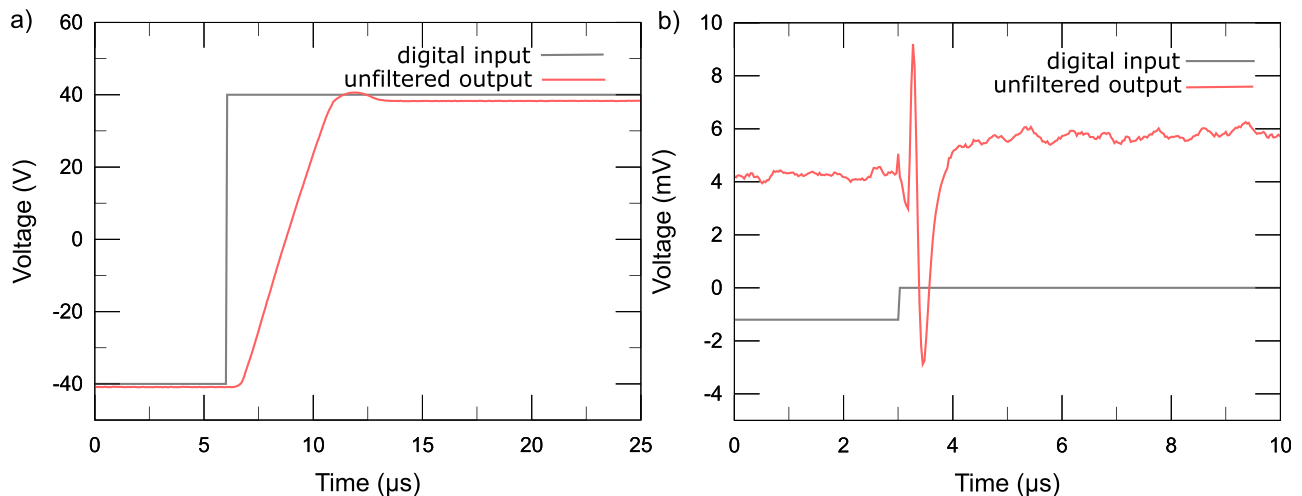 a)
60
40
20
0
-20
-40
Voltage (V)
digital input
unfiltered output
0
5
10
15
20
25
Time (μs)
b)
10
8
6
4
2
0
-2
-4
Voltage (mV)
digital input
unfiltered output
0
2
4
6
8
10
Time (μs)